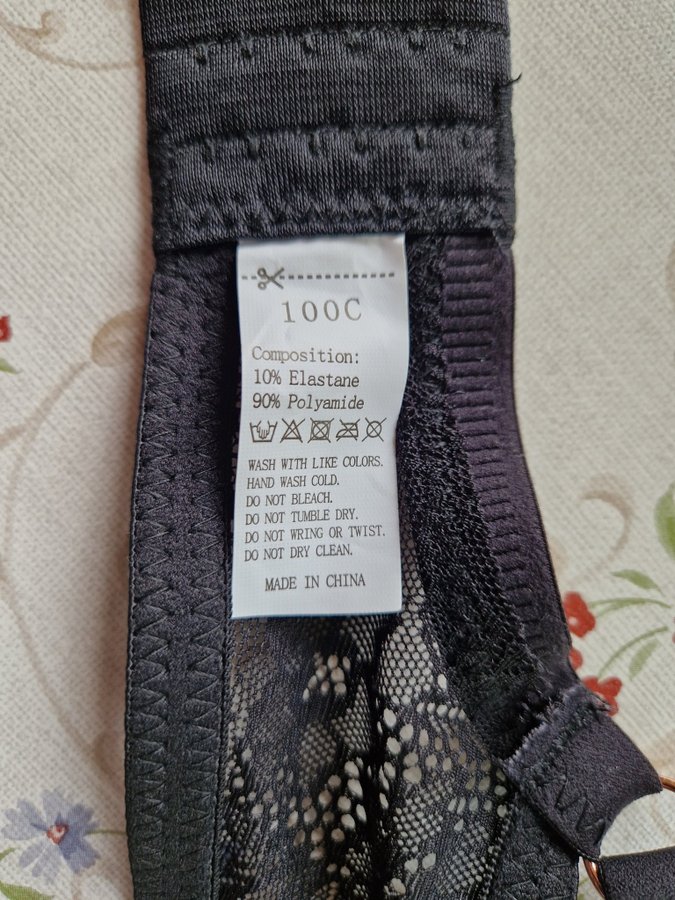 100C
Composition:
10% Elastane
90% Polyamide
WASH WITH LIKE COLORS.
HAND WASH COLD.
DO NOT BLEACH.
DO NOT TUMBLE DRY.
DO NOT WRING OR TWIST.
DO NOT DRY CLEAN.
MADE IN CHINA